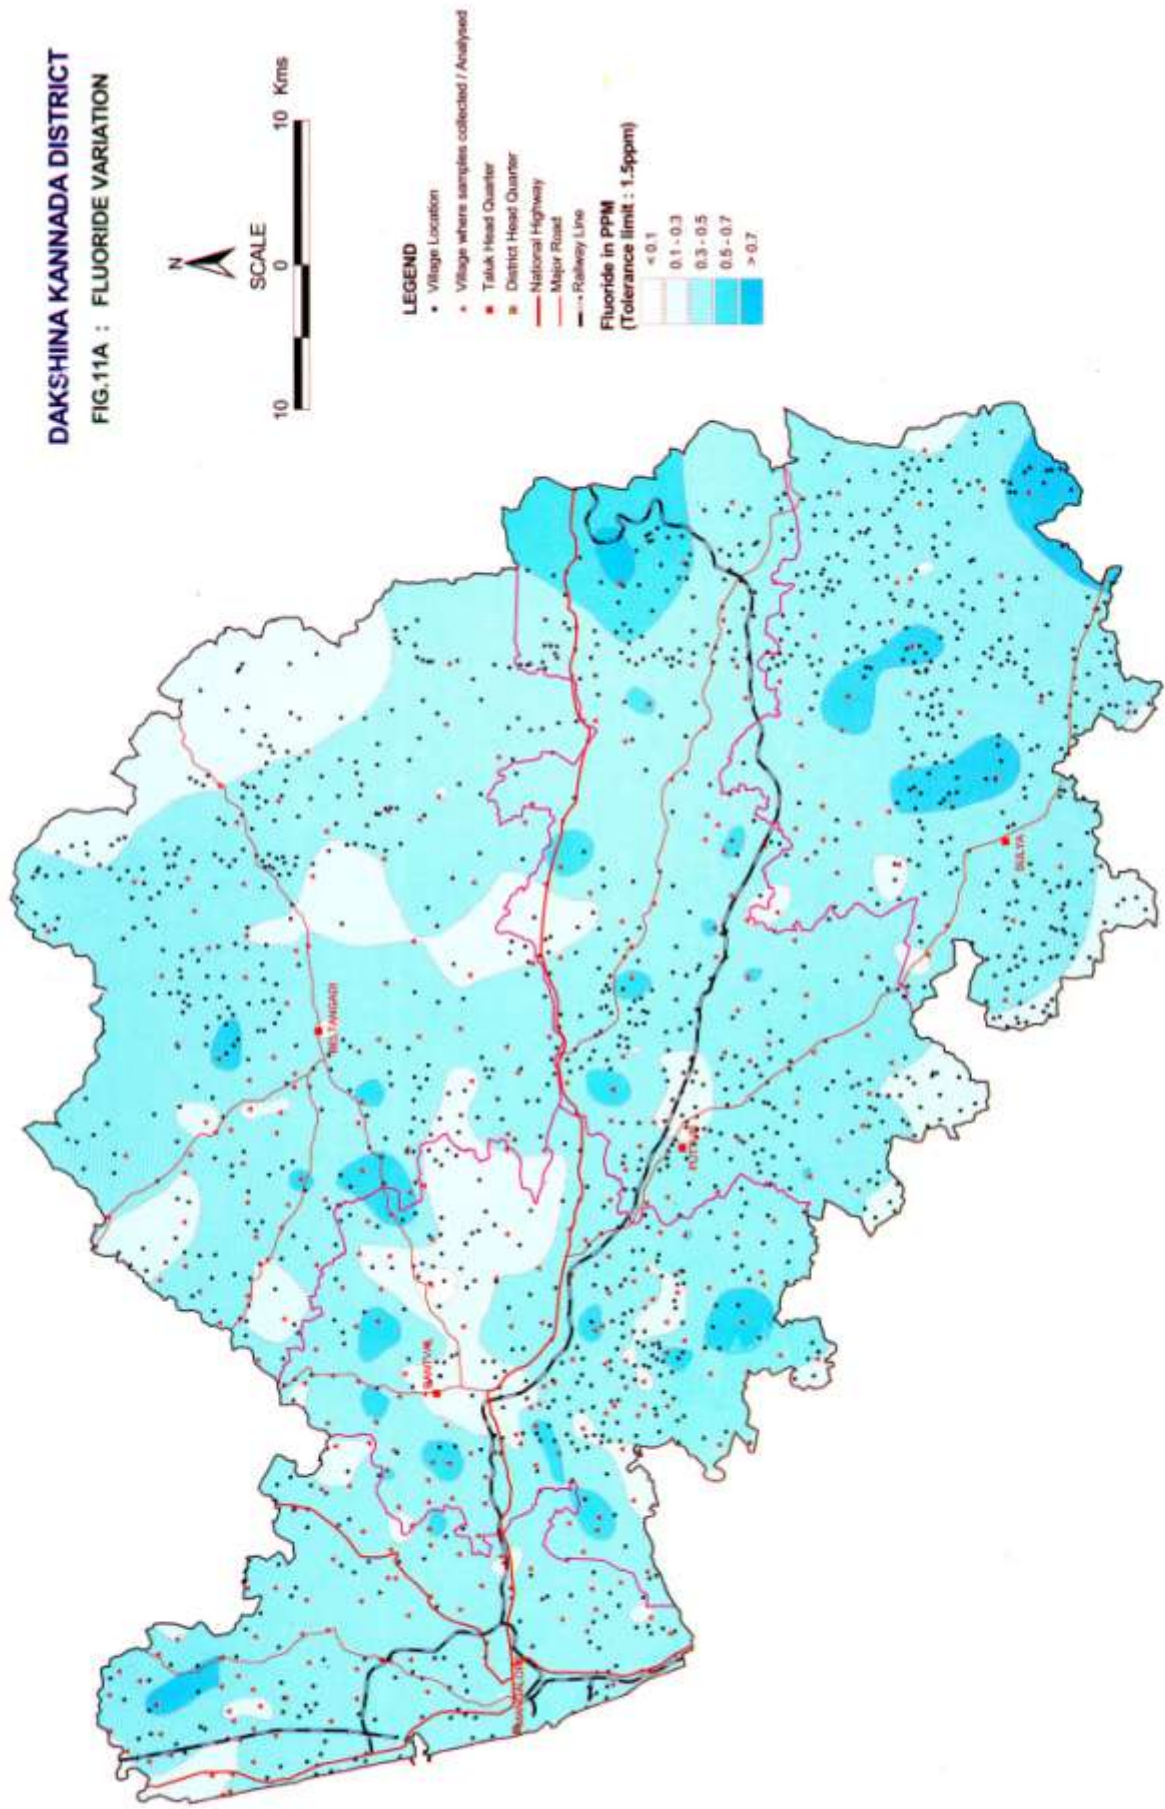 DAKSHINA KANNADA DISTRICT
FIG.11A : FLUORIDE VARIATION
N
SCALE
10 0 10 Kms
LEGEND
Village Location
Village where samples collected / Analysed
Taluk Head Quarter
District Head Quarter
National Highway
Major Road
Railway Line
Fluoride in PPM
(Tolerance limit : 1.5ppm)
< 0.1
0.1 - 0.3
0.3 - 0.5
0.5 - 0.7
> 0.7
BELTANGADI
BANTVAL
MANGALORE
PUTTUR
SULYA